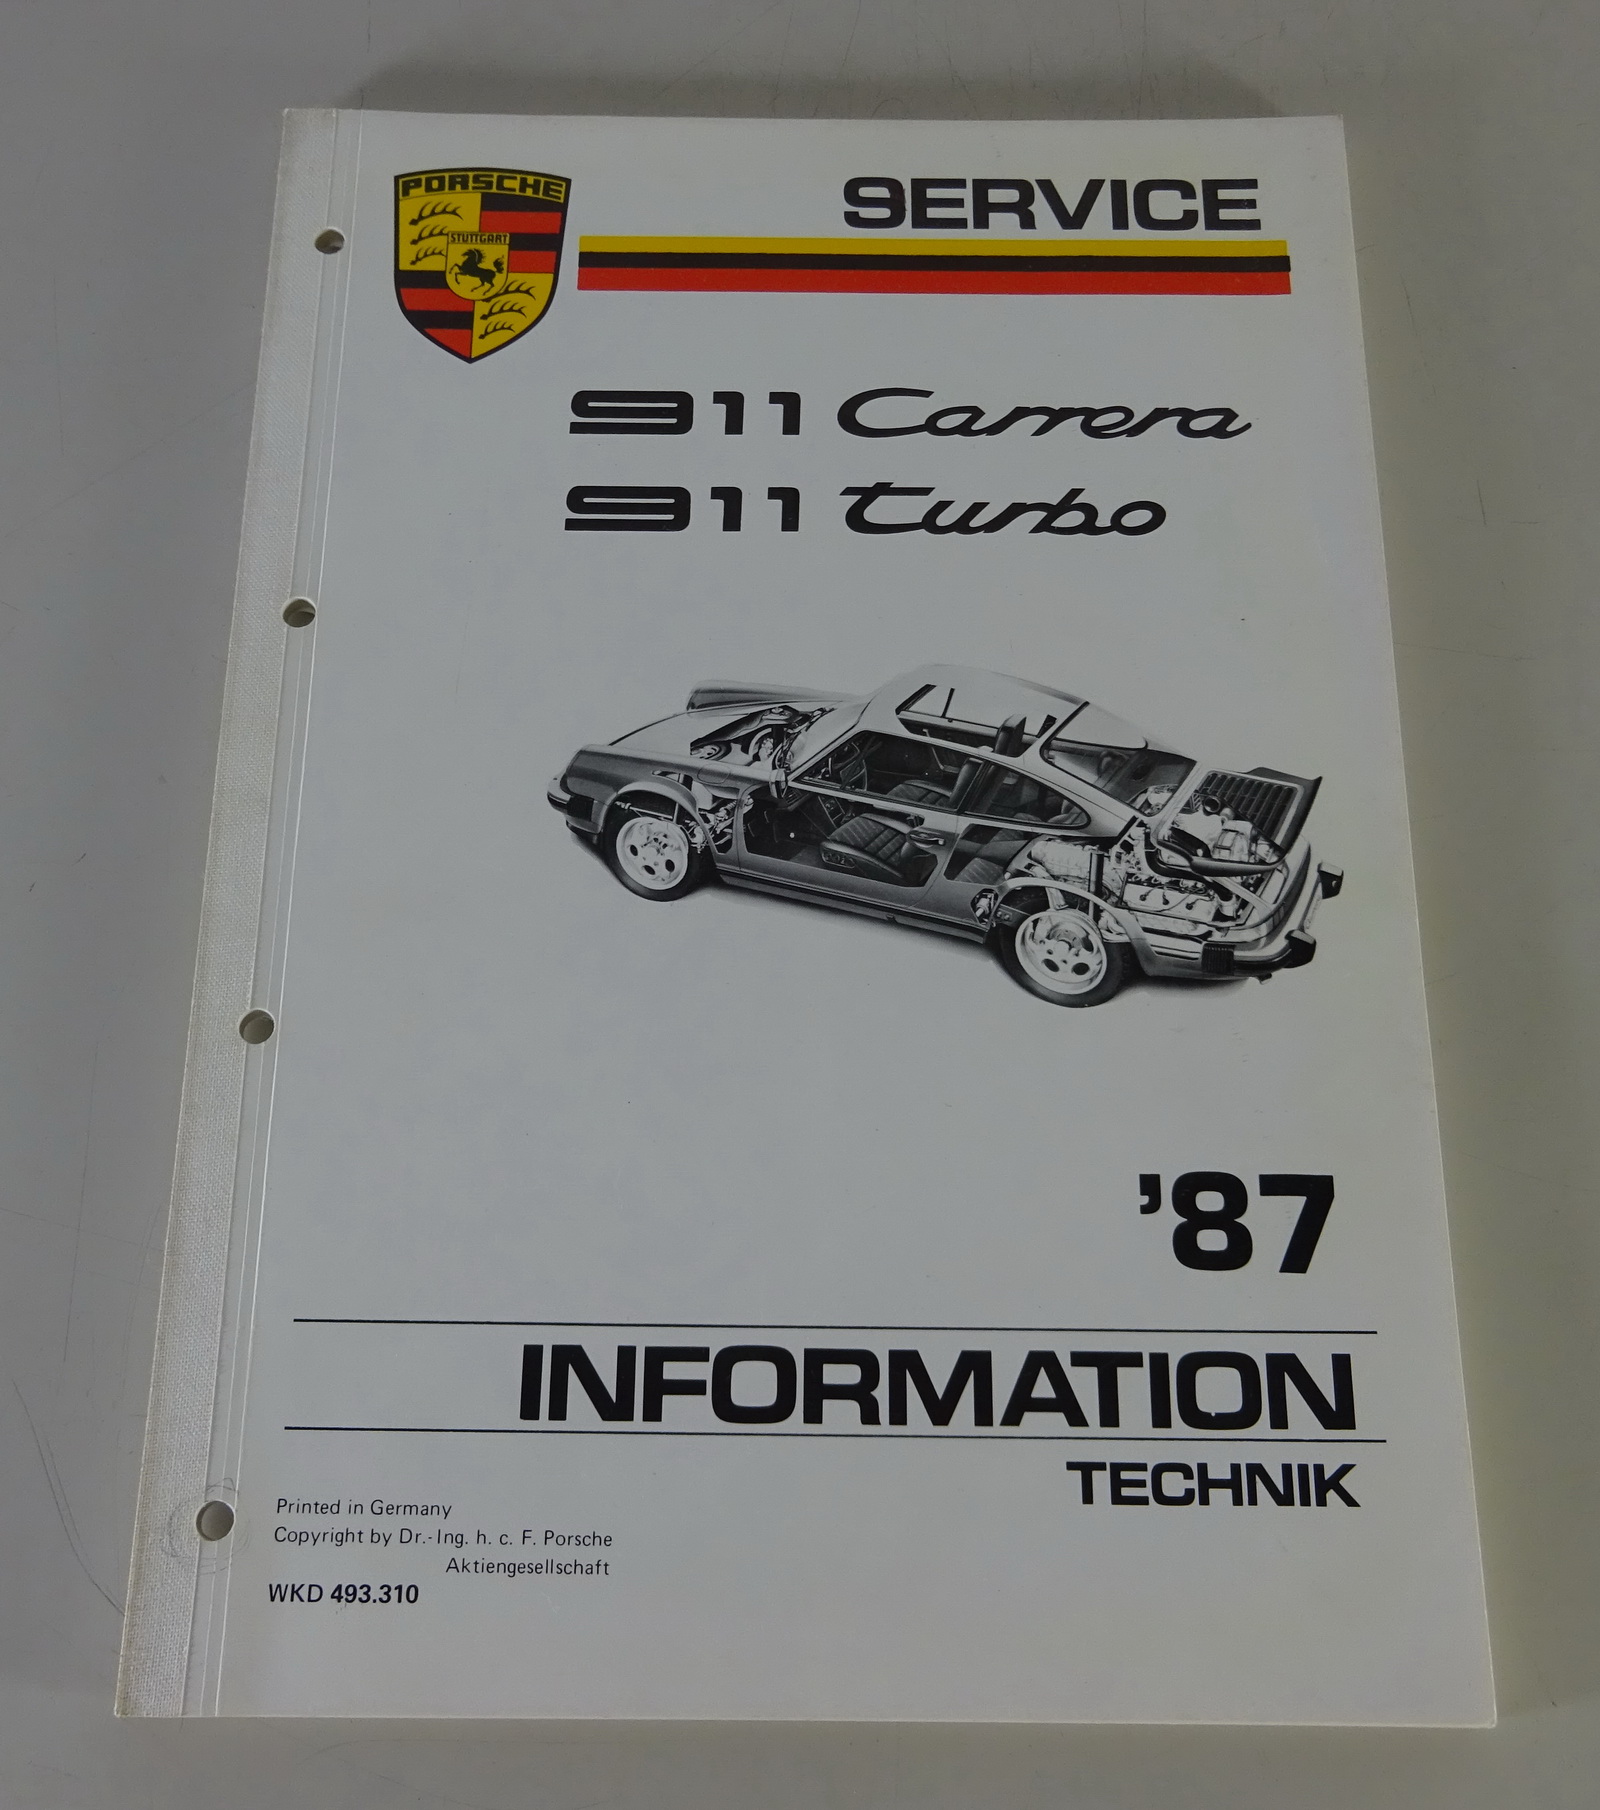 PORSCHE
STUTTGART
SERVICE
911 Carrera
911 turbo
'87
INFORMATION
TECHNIK
Printed in Germany
Copyright by Dr.-Ing. h. c. F. Porsche
Aktiengesellschaft
WKD 493.310